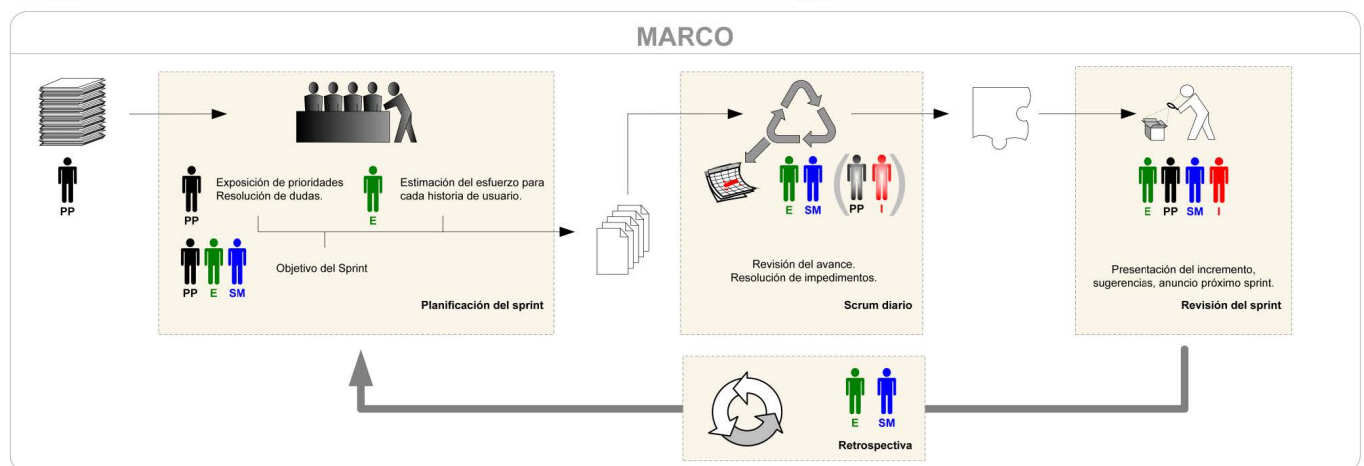 MARCO
PP
PP
Exposición de prioridades
Resolución de dudas.
E
Estimación del esfuerzo para
cada historia de usuario.
PP E SM
Objetivo del Sprint
Planificación del sprint
E SM PP I
Revisión del avance.
Resolución de impedimentos.
Scrum diario
E PP SM I
Presentación del incremento,
sugerencias, anuncio próximo sprint.
Revisión del sprint
E SM
Retrospectiva